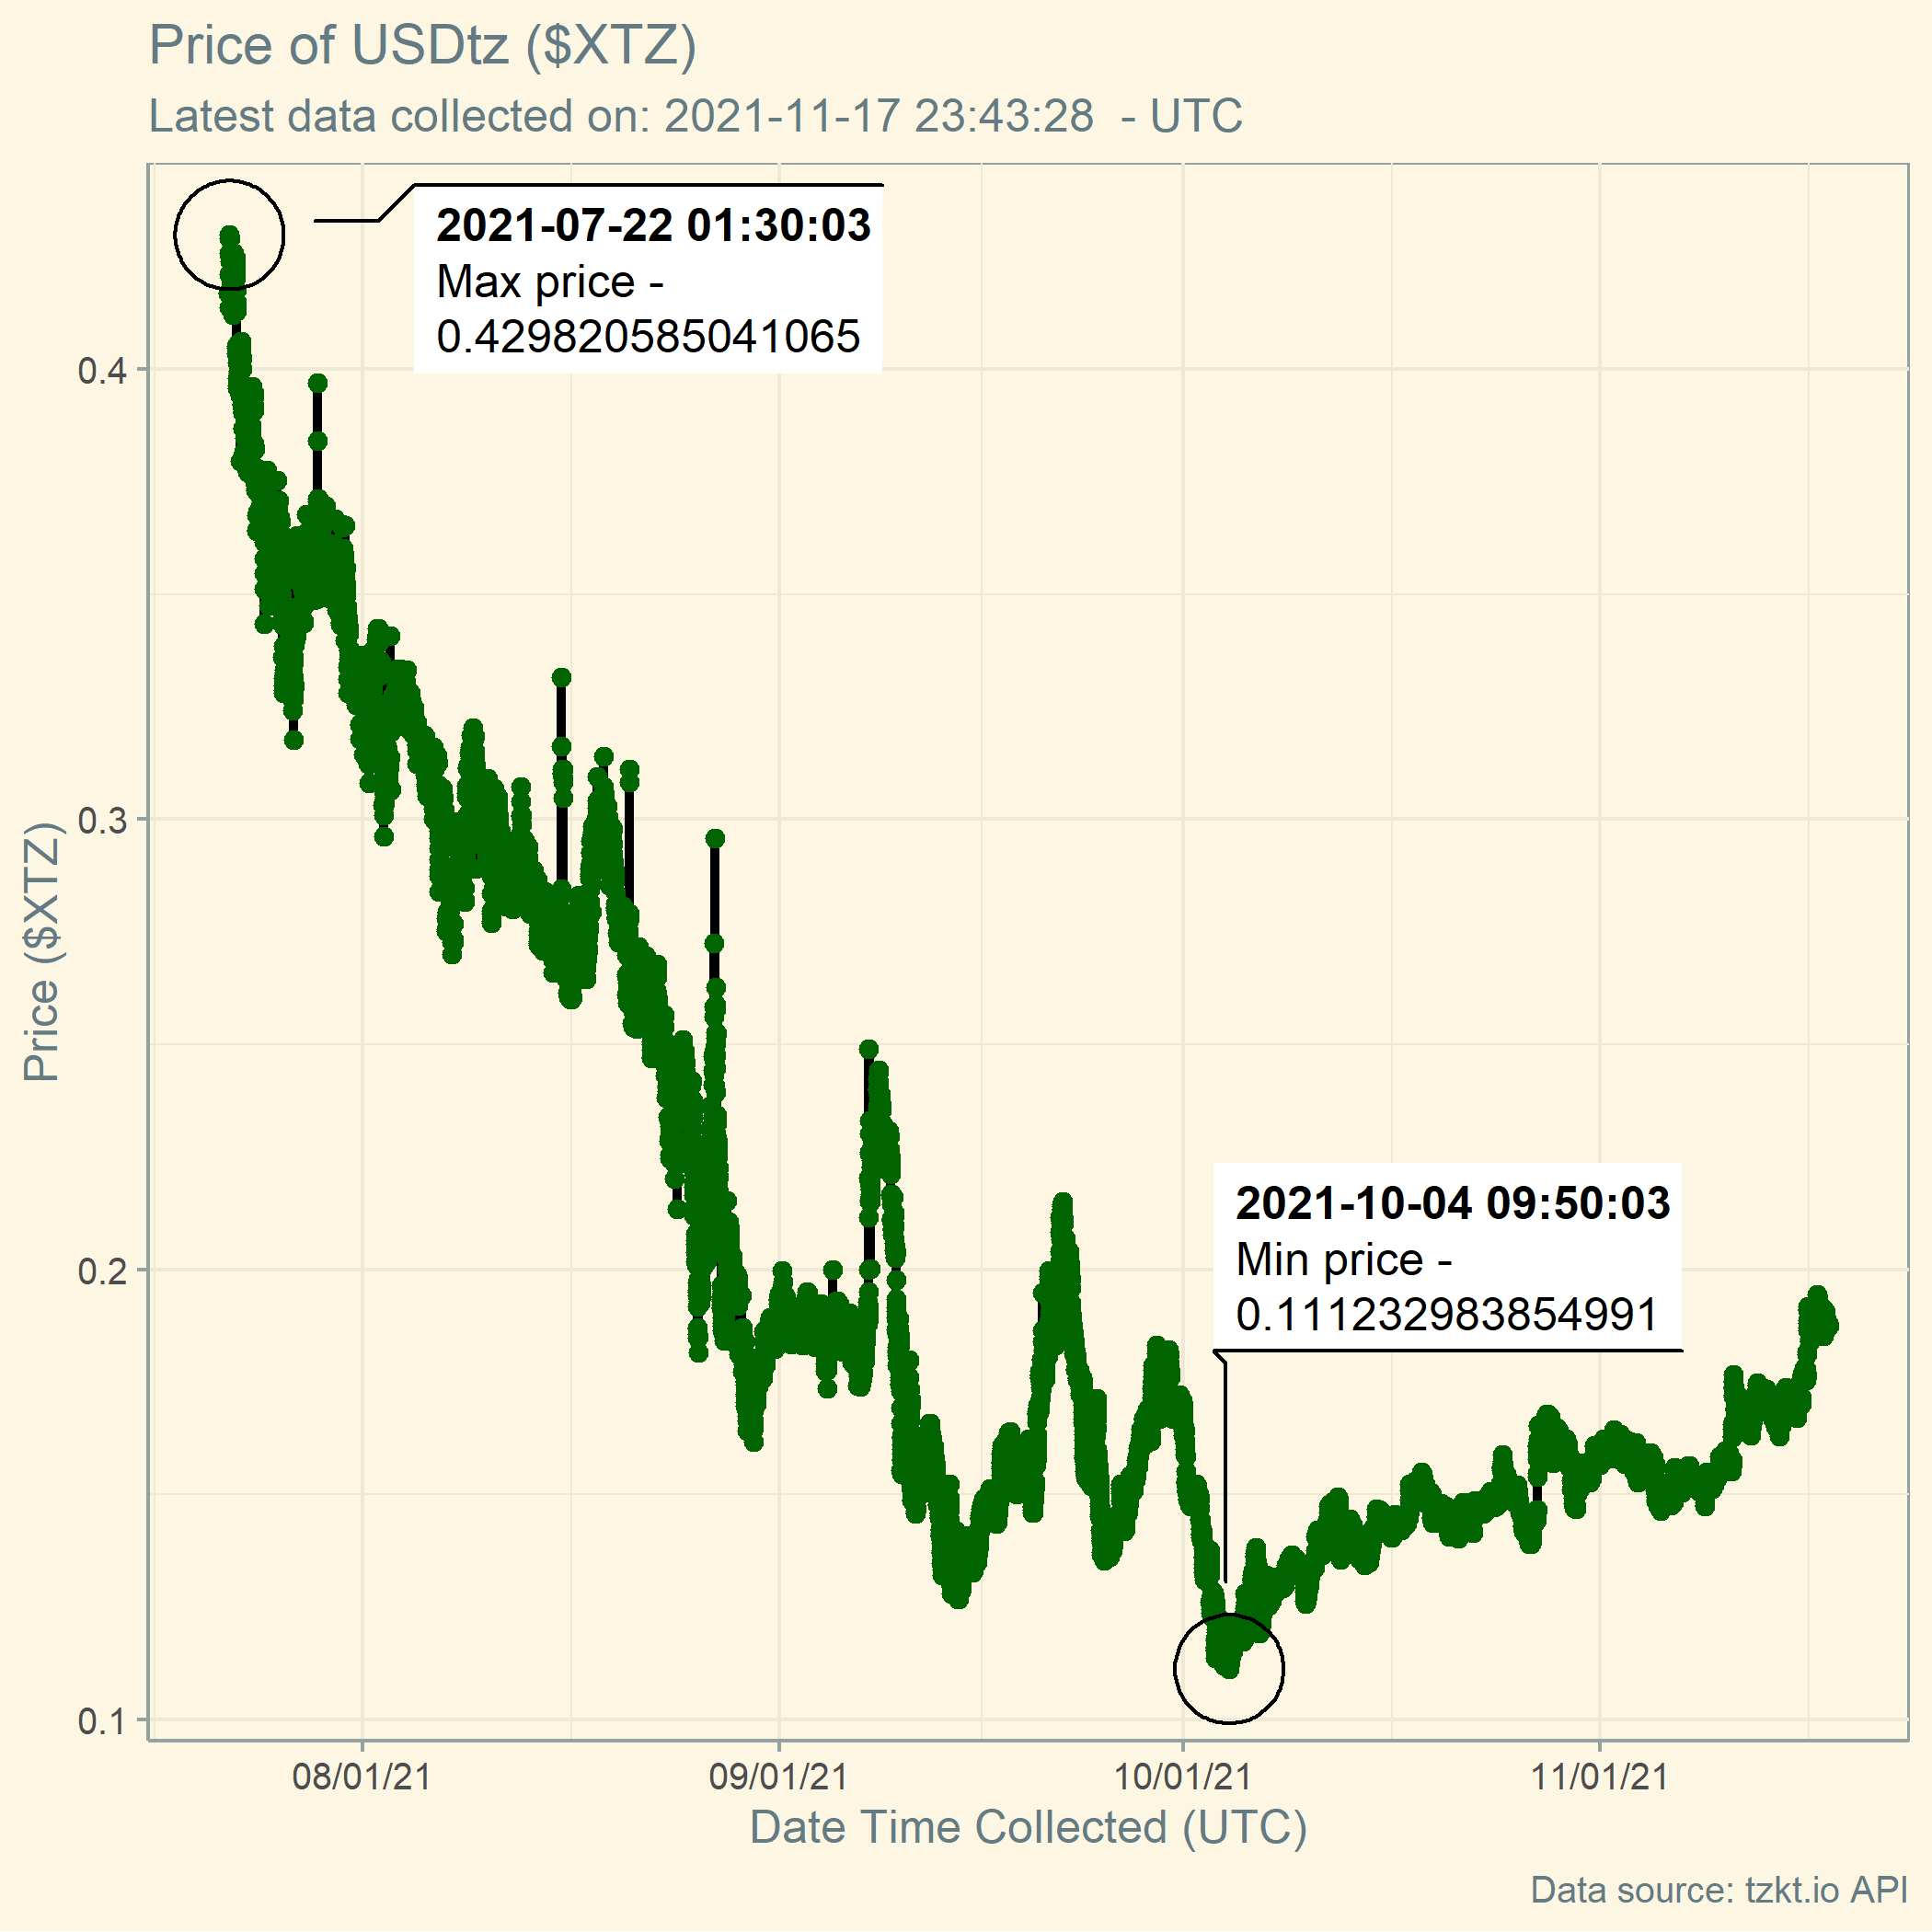 Price of USDtz ($XTZ)
Latest data collected on: 2021-11-17 23:43:28  - UTC
2021-07-22 01:30:03
Max price -
0.429820585041065
0.4
0.3
0.2
0.1
Price ($XTZ)
2021-10-04 09:50:03
Min price -
0.111232983854991
08/01/21 09/01/21 10/01/21 11/01/21
Date Time Collected (UTC)
Data source: tzkt.io API